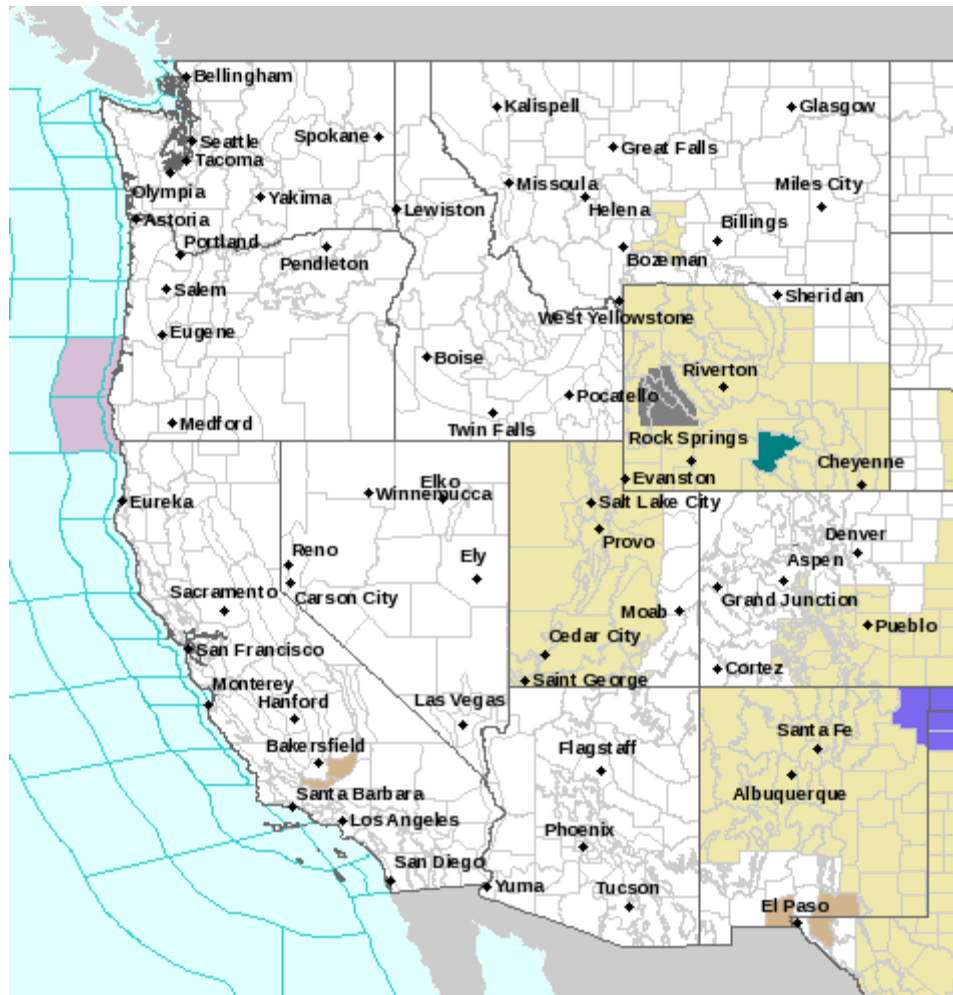 Bellingham
Kalispell
Glasgow
Spokane
Seattle
Great Falls
Tacoma
Missoula
Miles City
Olympia
Yakima
Helena
Lewiston
Astoria
Billings
Portland
Bozeman
Pendleton
Salem
Sheridan
West Yellowstone
Eugene
Boise
Riverton
Pocatello
Medford
Twin Falls
Rock Springs
Cheyenne
Evanston
Elko
Winnemucca
Eureka
Salt Lake City
Denver
Provo
Reno
Ely
Aspen
Sacramento
Carson City
Grand Junction
Moab
Pueblo
Cedar City
San Francisco
Cortez
Saint George
Monterey
Hanford
Las Vegas
Santa Fe
Bakersfield
Flagstaff
Albuquerque
Santa Barbara
Los Angeles
Phoenix
San Diego
Yuma
Tucson
El Paso